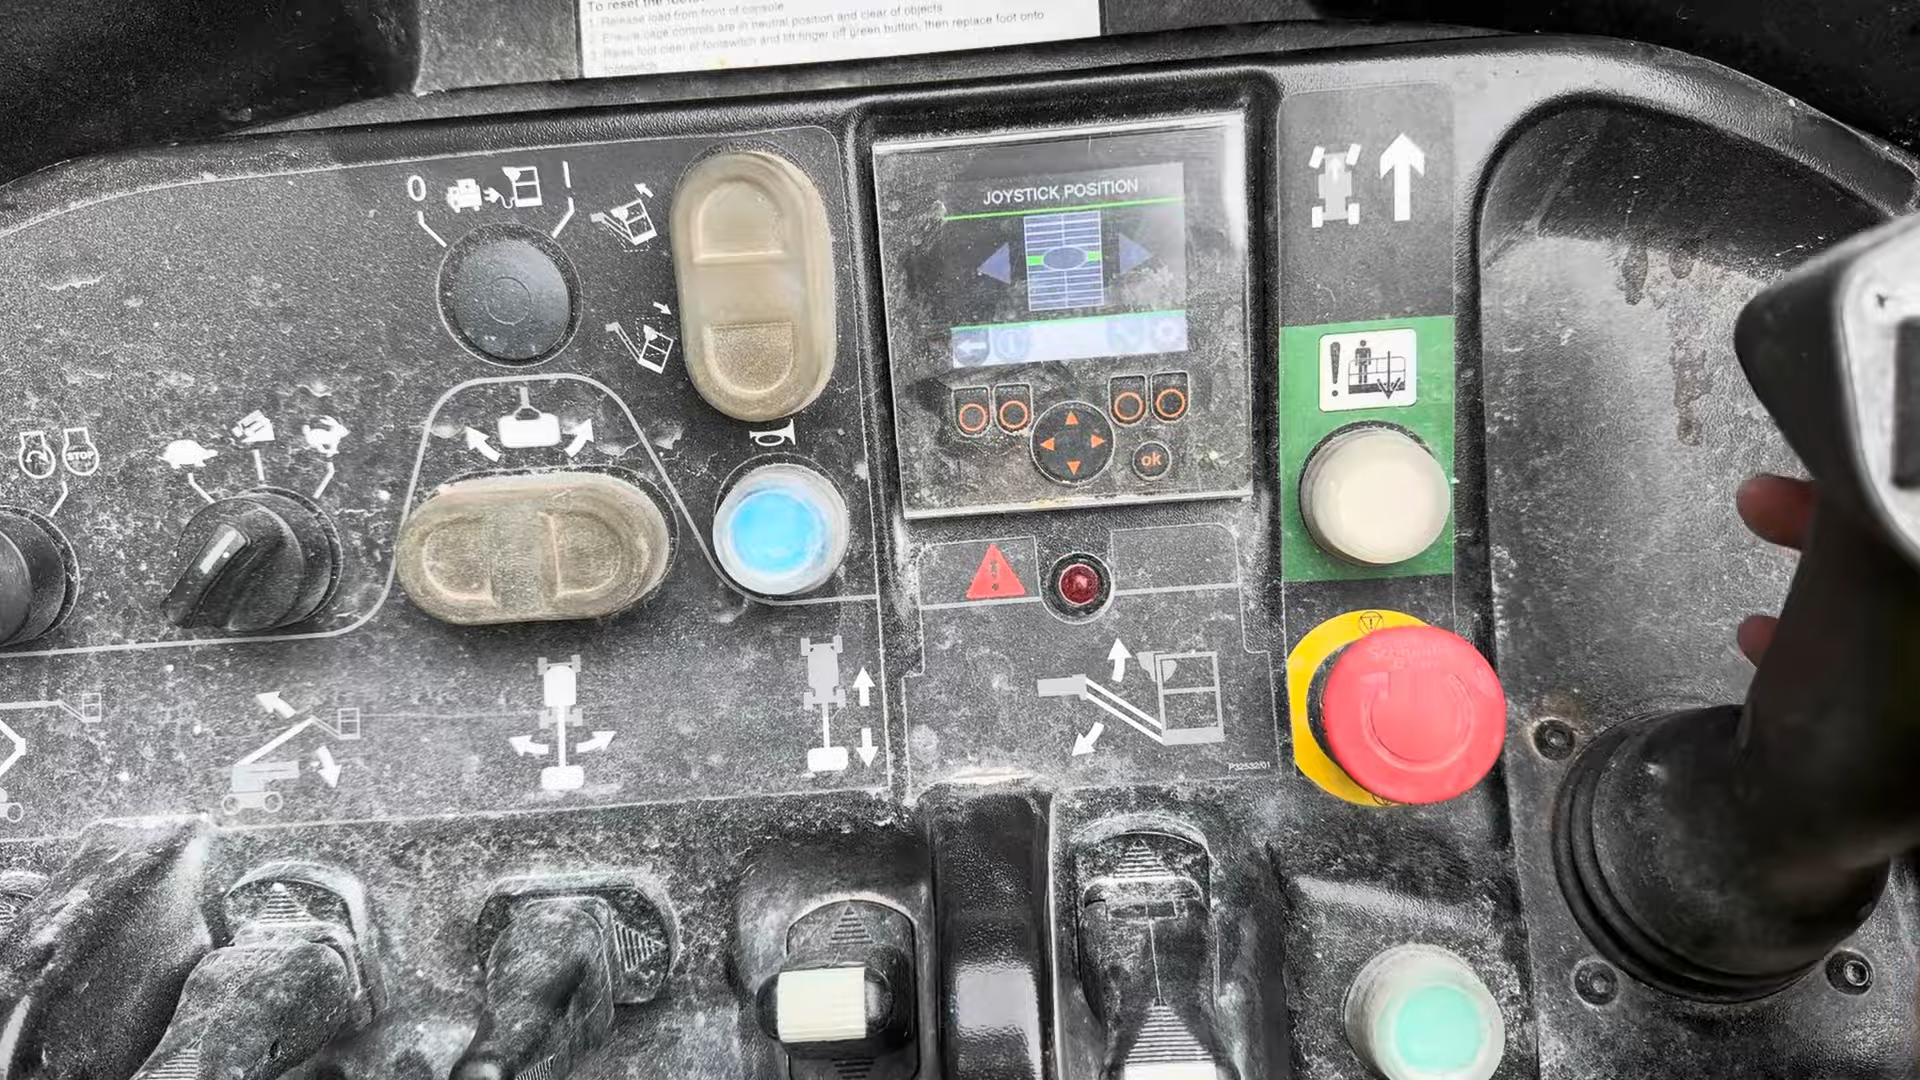 To reset the
1. Release load from front of console
2. Ensure cage controls are in neutral position and clear of objects
3. Raise foot clear of footswitch and lift finger off green button, then replace foot onto
footswitch
0
JOYSTICK POSITION
STOP
ok
Schneider
P32532/01